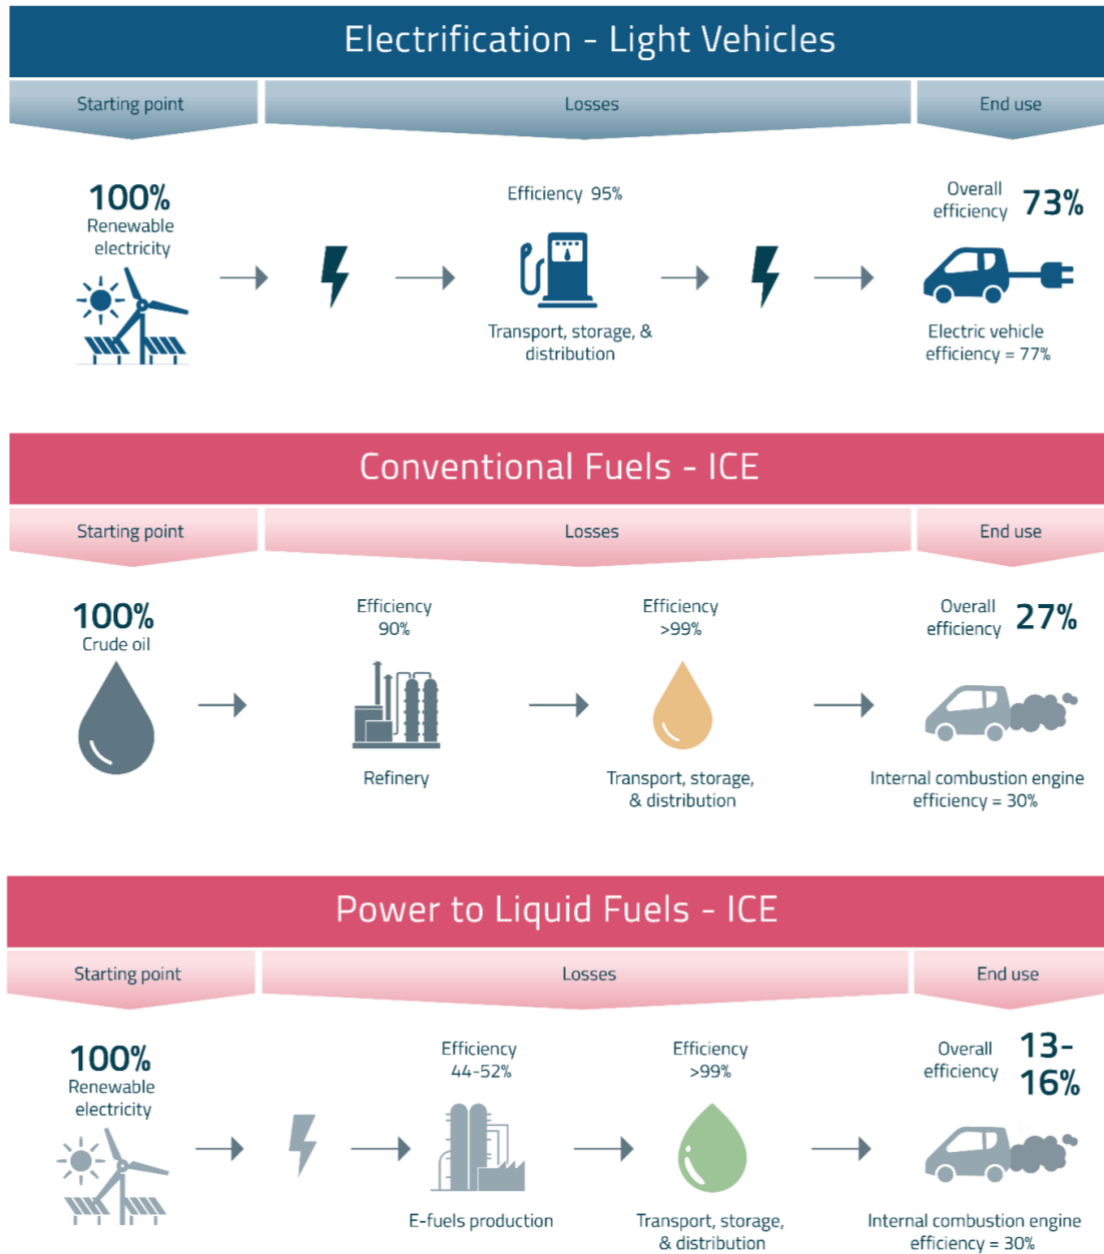 Electrification - Light Vehicles
Starting point
Losses
End use
100%
Renewable
electricity
Efficiency 95%
Transport, storage, &
distribution
Overall
efficiency
73%
Electric vehicle
efficiency = 77%
Conventional Fuels - ICE
Starting point
Losses
End use
100%
Crude oil
Efficiency
90%
Refinery
Efficiency
>99%
Transport, storage,
& distribution
Overall
efficiency
27%
Internal combustion engine
efficiency = 30%
Power to Liquid Fuels - ICE
Starting point
Losses
End use
100%
Renewable
electricity
Efficiency
44-52%
E-fuels production
Efficiency
>99%
Transport, storage,
& distribution
Overall
efficiency
13-
16%
Internal combustion engine
efficiency = 30%